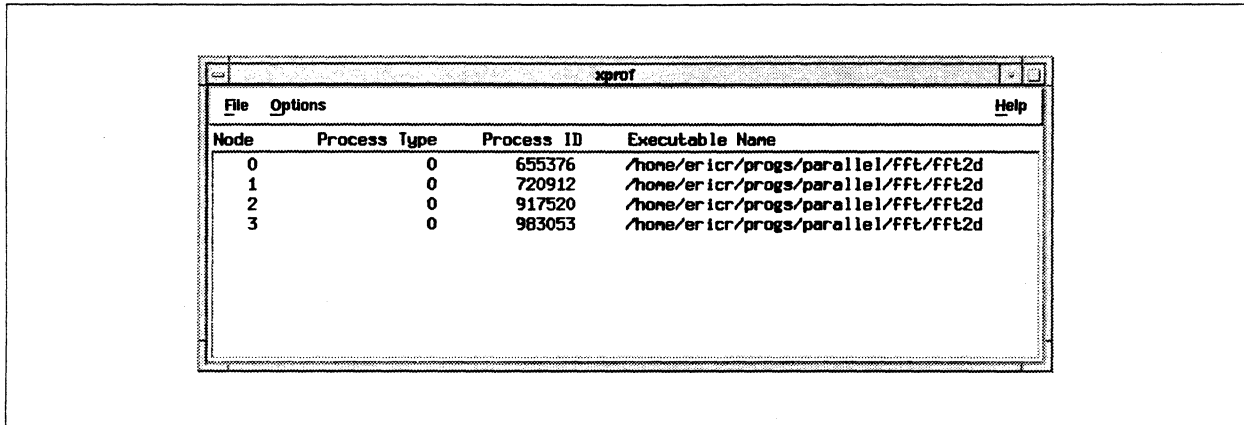 xprof
File Options Help
Node Process Type Process ID Executable Name
0 0 655376 /home/ericr/progs/parallel/fft/fft2d
1 0 720912 /home/ericr/progs/parallel/fft/fft2d
2 0 917520 /home/ericr/progs/parallel/fft/fft2d
3 0 983053 /home/ericr/progs/parallel/fft/fft2d